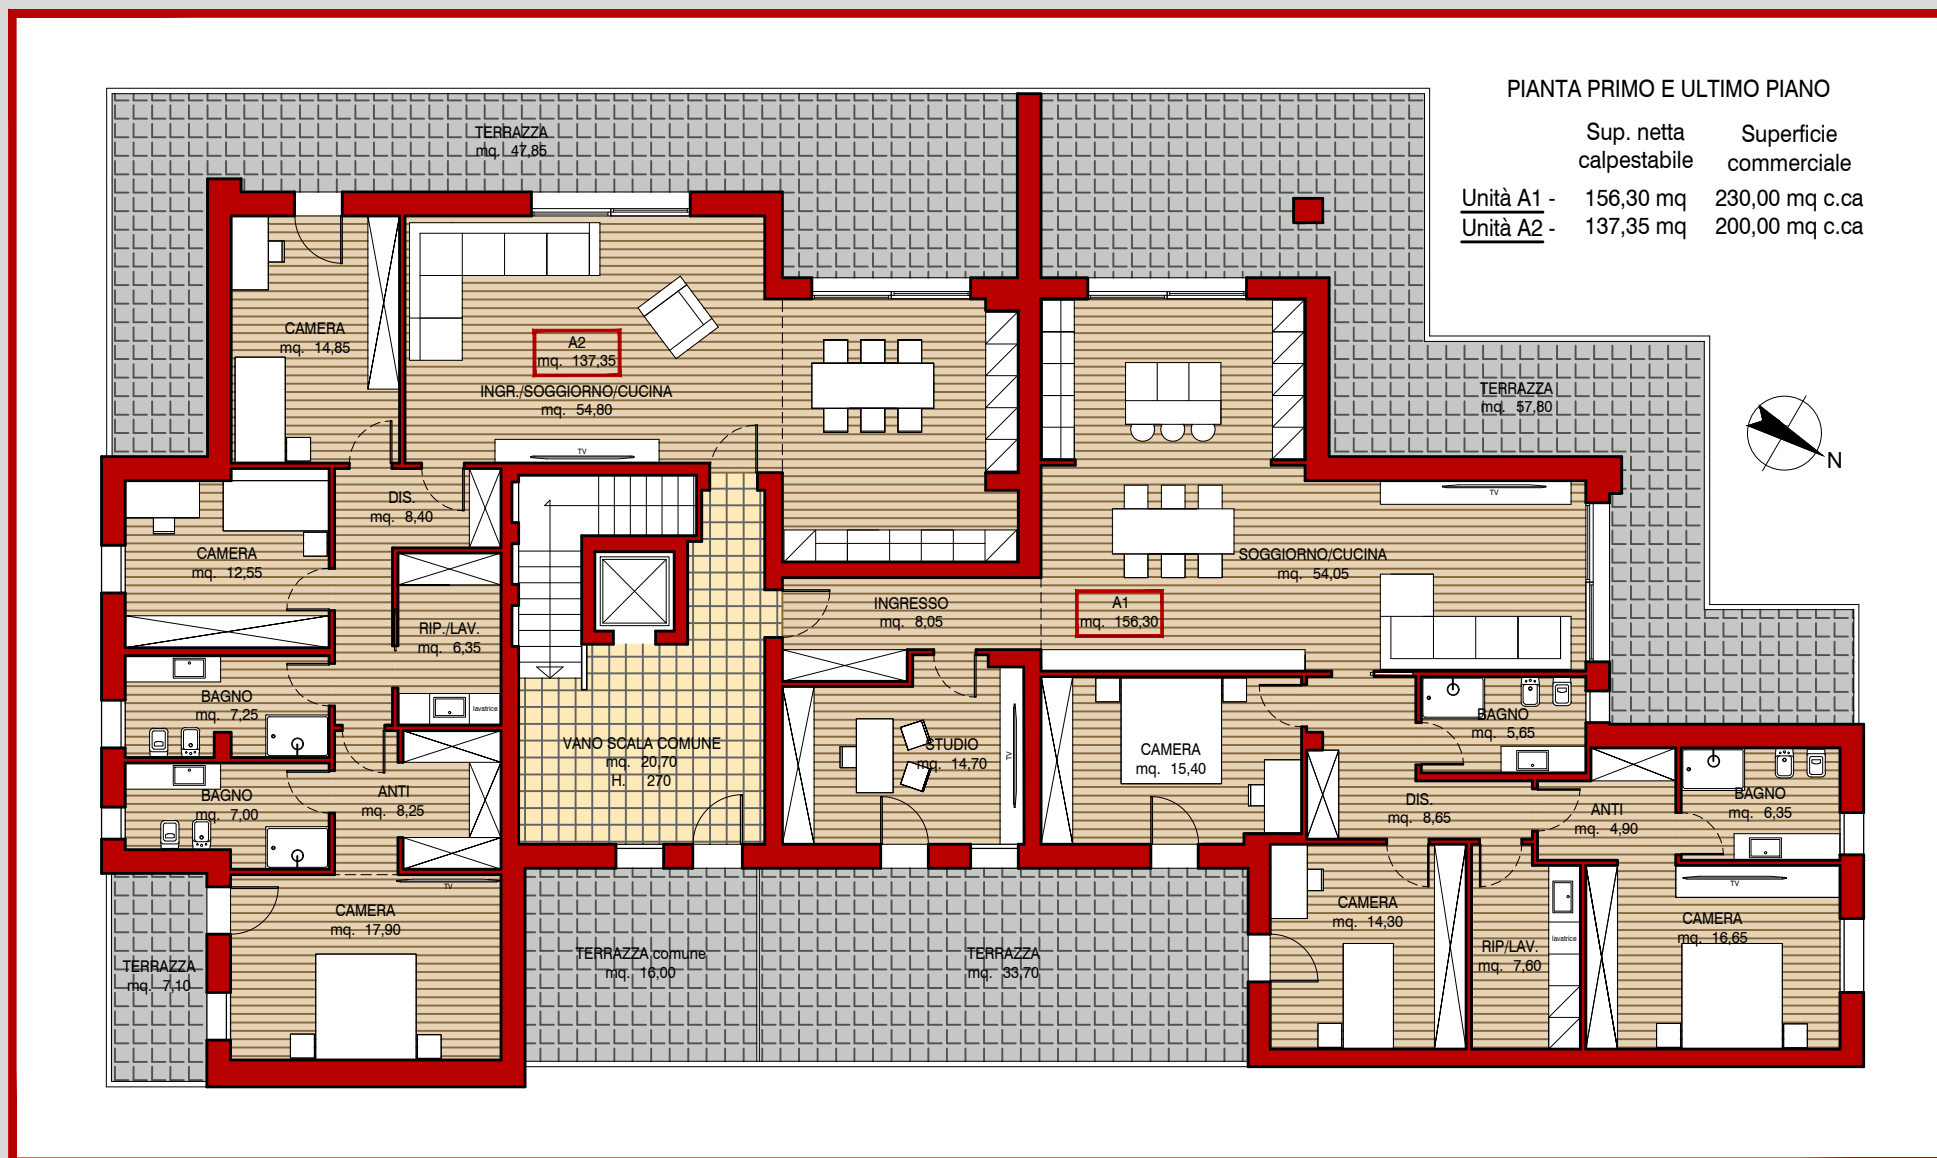 PIANTA PRIMO E ULTIMO PIANO
Sup. netta calpestabile Superficie commerciale
Unità A1 - 156,30 mq 230,00 mq c.ca
Unità A2 - 137,35 mq 200,00 mq c.ca
TERRAZZA
mq. 47,85
CAMERA
mq. 14,85
A2
mq. 137,35
INGR./SOGGIORNO/CUCINA
mq. 54,80
TV
TERRAZZA
mq. 57,80
N
TV
DIS.
mq. 8,40
CAMERA
mq. 12,55
SOGGIORNO/CUCINA
mq. 54,05
INGRESSO
mq. 8,05
A1
mq. 156,30
RIP./LAV.
mq. 6,35
lavatrice
BAGNO
mq. 7,25
VANO SCALA COMUNE
mq. 20,70
H. 270
STUDIO
mq. 14,70
TV
CAMERA
mq. 15,40
BAGNO
mq. 5,65
BAGNO
mq. 7,00
ANTI
mq. 8,25
DIS.
mq. 8,65
ANTI
mq. 4,90
BAGNO
mq. 6,35
TV
TV
CAMERA
mq. 17,90
CAMERA
mq. 14,30
CAMERA
mq. 16,65
RIP/LAV.
mq. 7,60
lavatrice
TERRAZZA
mq. 7,10
TERRAZZA comune
mq. 16,00
TERRAZZA
mq. 33,70